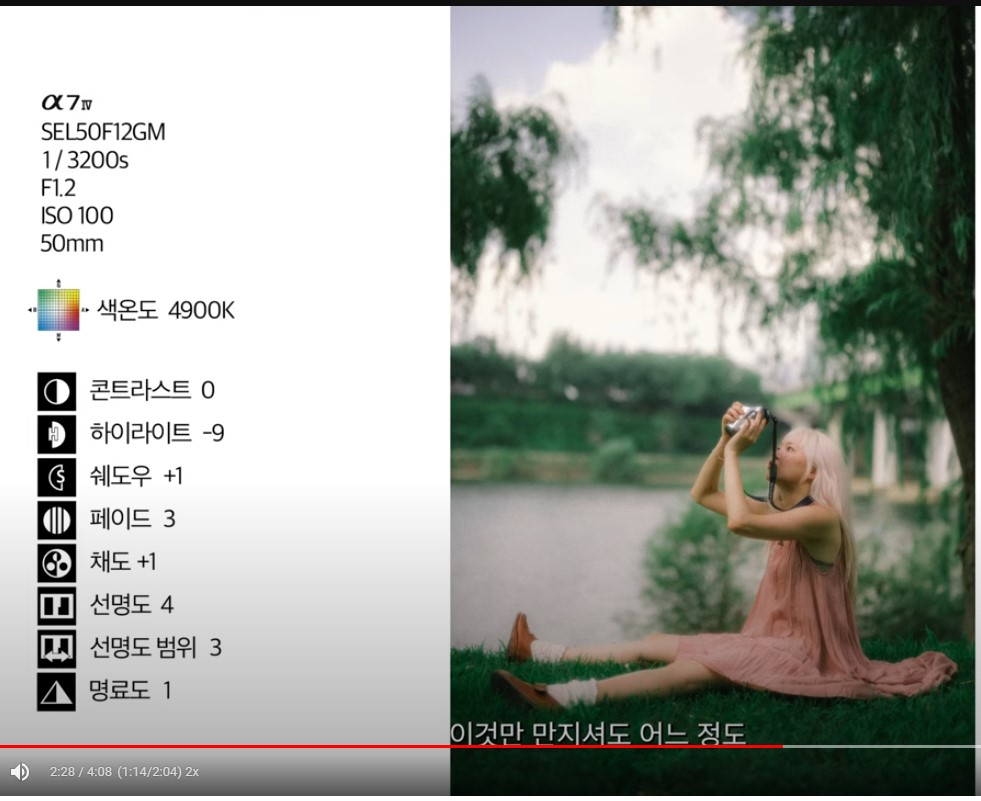 α7Ⅳ
SEL50F12GM
1/3200s
F1.2
ISO 100
50mm
색온도 4900K
콘트라스트 0
하이라이트 -9
쉐도우 +1
페이드 3
채도 +1
선명도 4
선명도 범위 3
명료도 1
이것만 만지셔도 어느 정도
2:28 / 4:08 (1:14/2:04) 2x